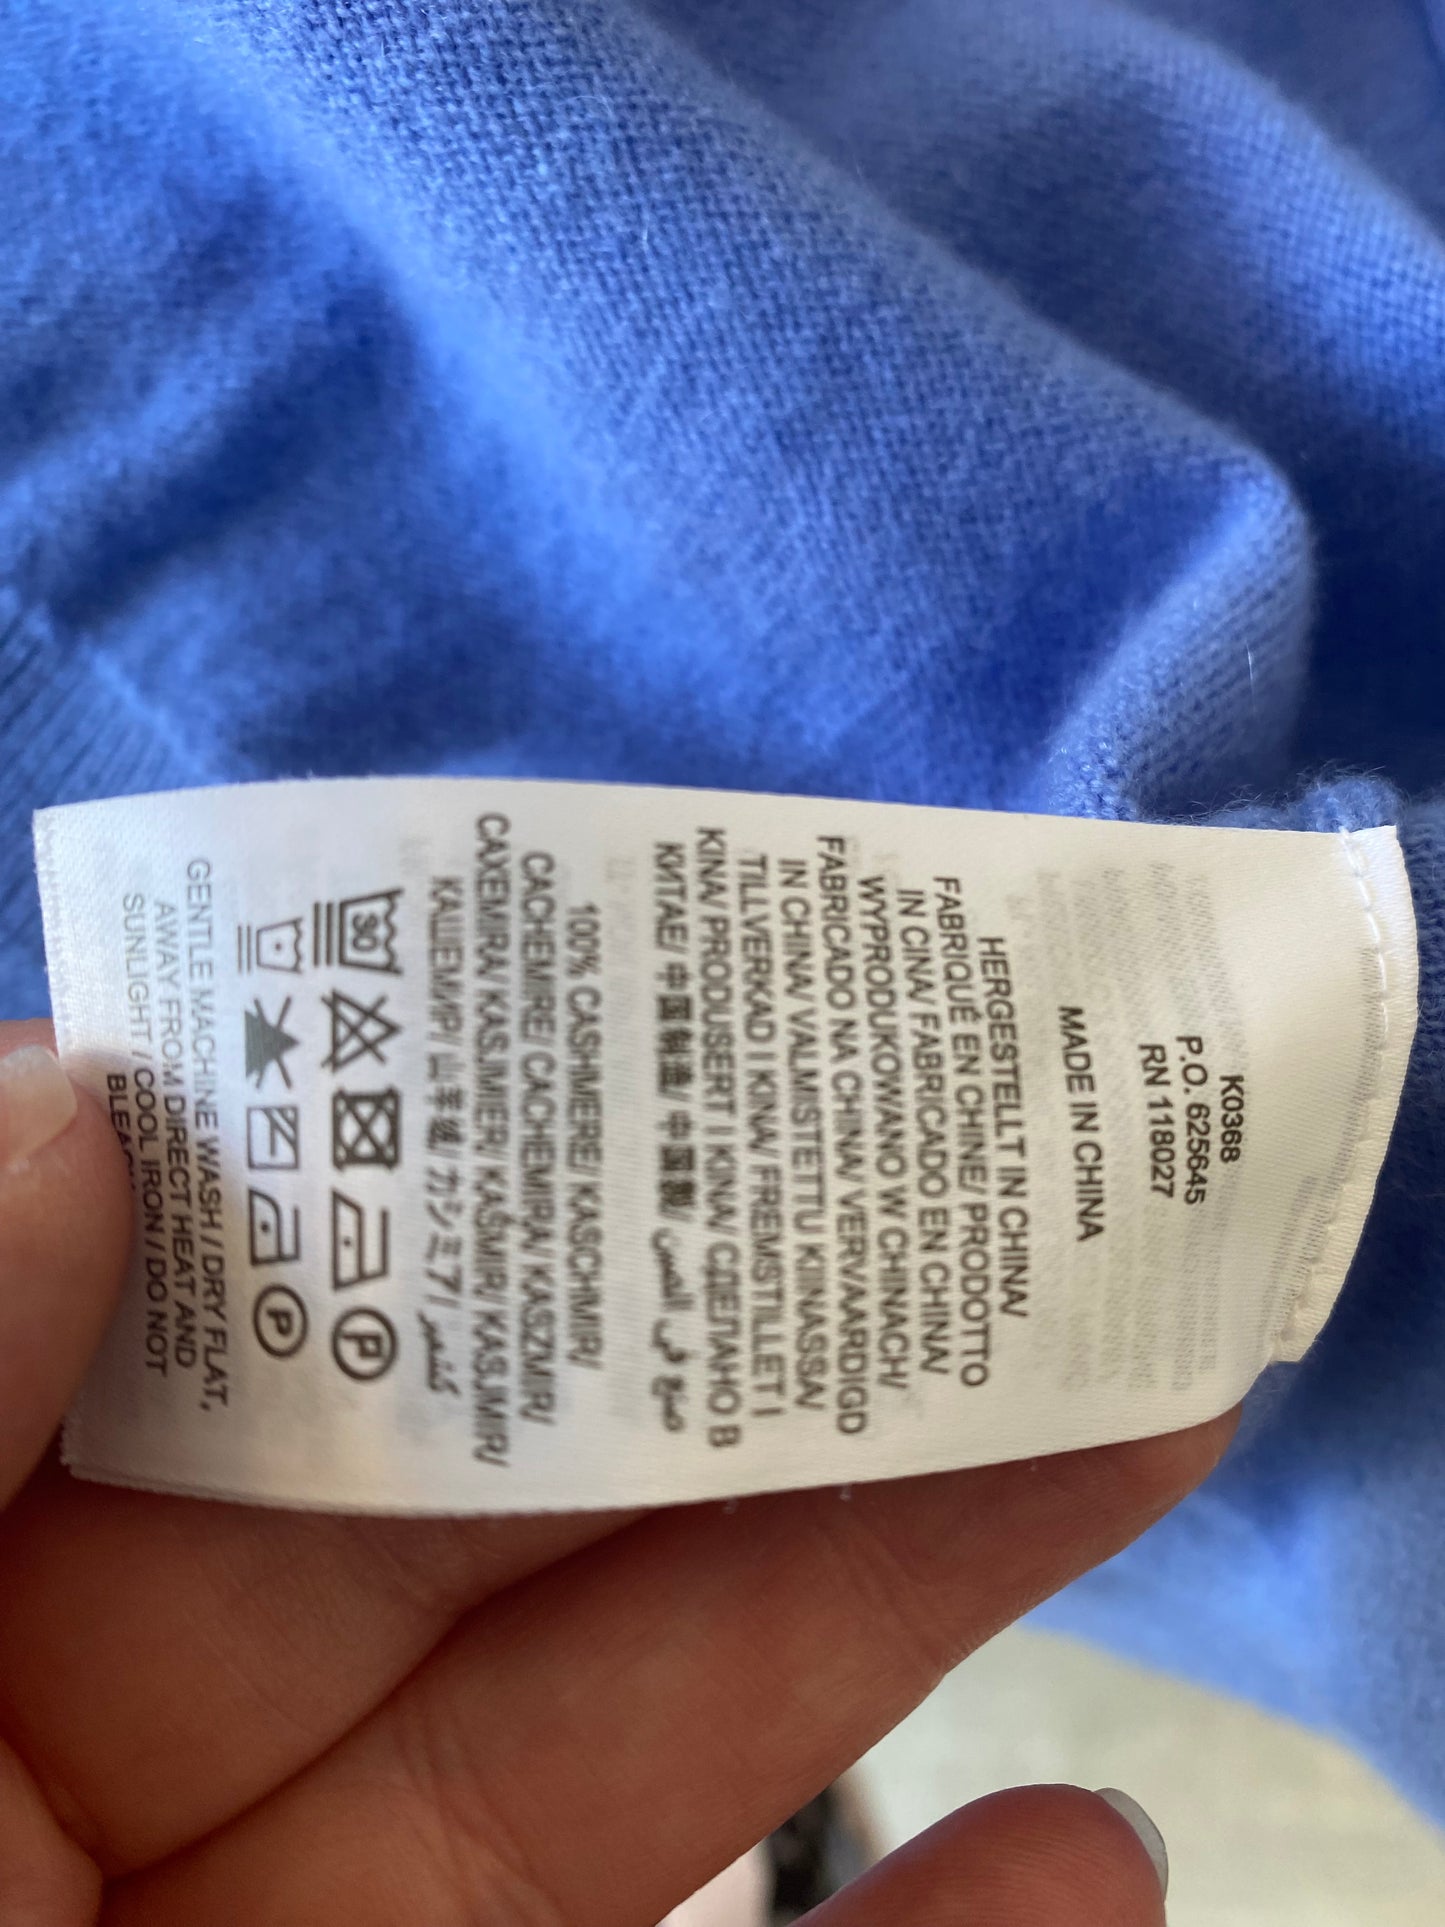 K0368
P.O. 625645
RN 118027
MADE IN CHINA
HERGESTELLT IN CHINA/
FABRIQUÉ EN CHINE/ PRODOTTO
IN CINA/ FABRICADO EN CHINA/
WYPRODUKOWANO W CHINACH/
FABRICADO NA CHINA/ VERVAARDIGD
IN CHINA/ VALMISTETTU KIINASSA/
TILLVERKAD I KINA/ FREMSTILLET I
KINA/ PRODUSERT I KINA/ СДЕЛАНО В
КИТАЕ/ 中国制造/ 中国製/ صنع في الصين
100% CASHMERE/ KASCHMIR/
CACHEMIRE/ CACHEMIRA/ KASZMIR/
CAXEMIRA/ KASJMIER/ KAŠMIR/ KASJMIR/
КАШЕМИР/ 山羊绒/ カシミア/ كشمير
30
P
P
GENTLE MACHINE WASH / DRY FLAT,
AWAY FROM DIRECT HEAT AND
SUNLIGHT / COOL IRON / DO NOT